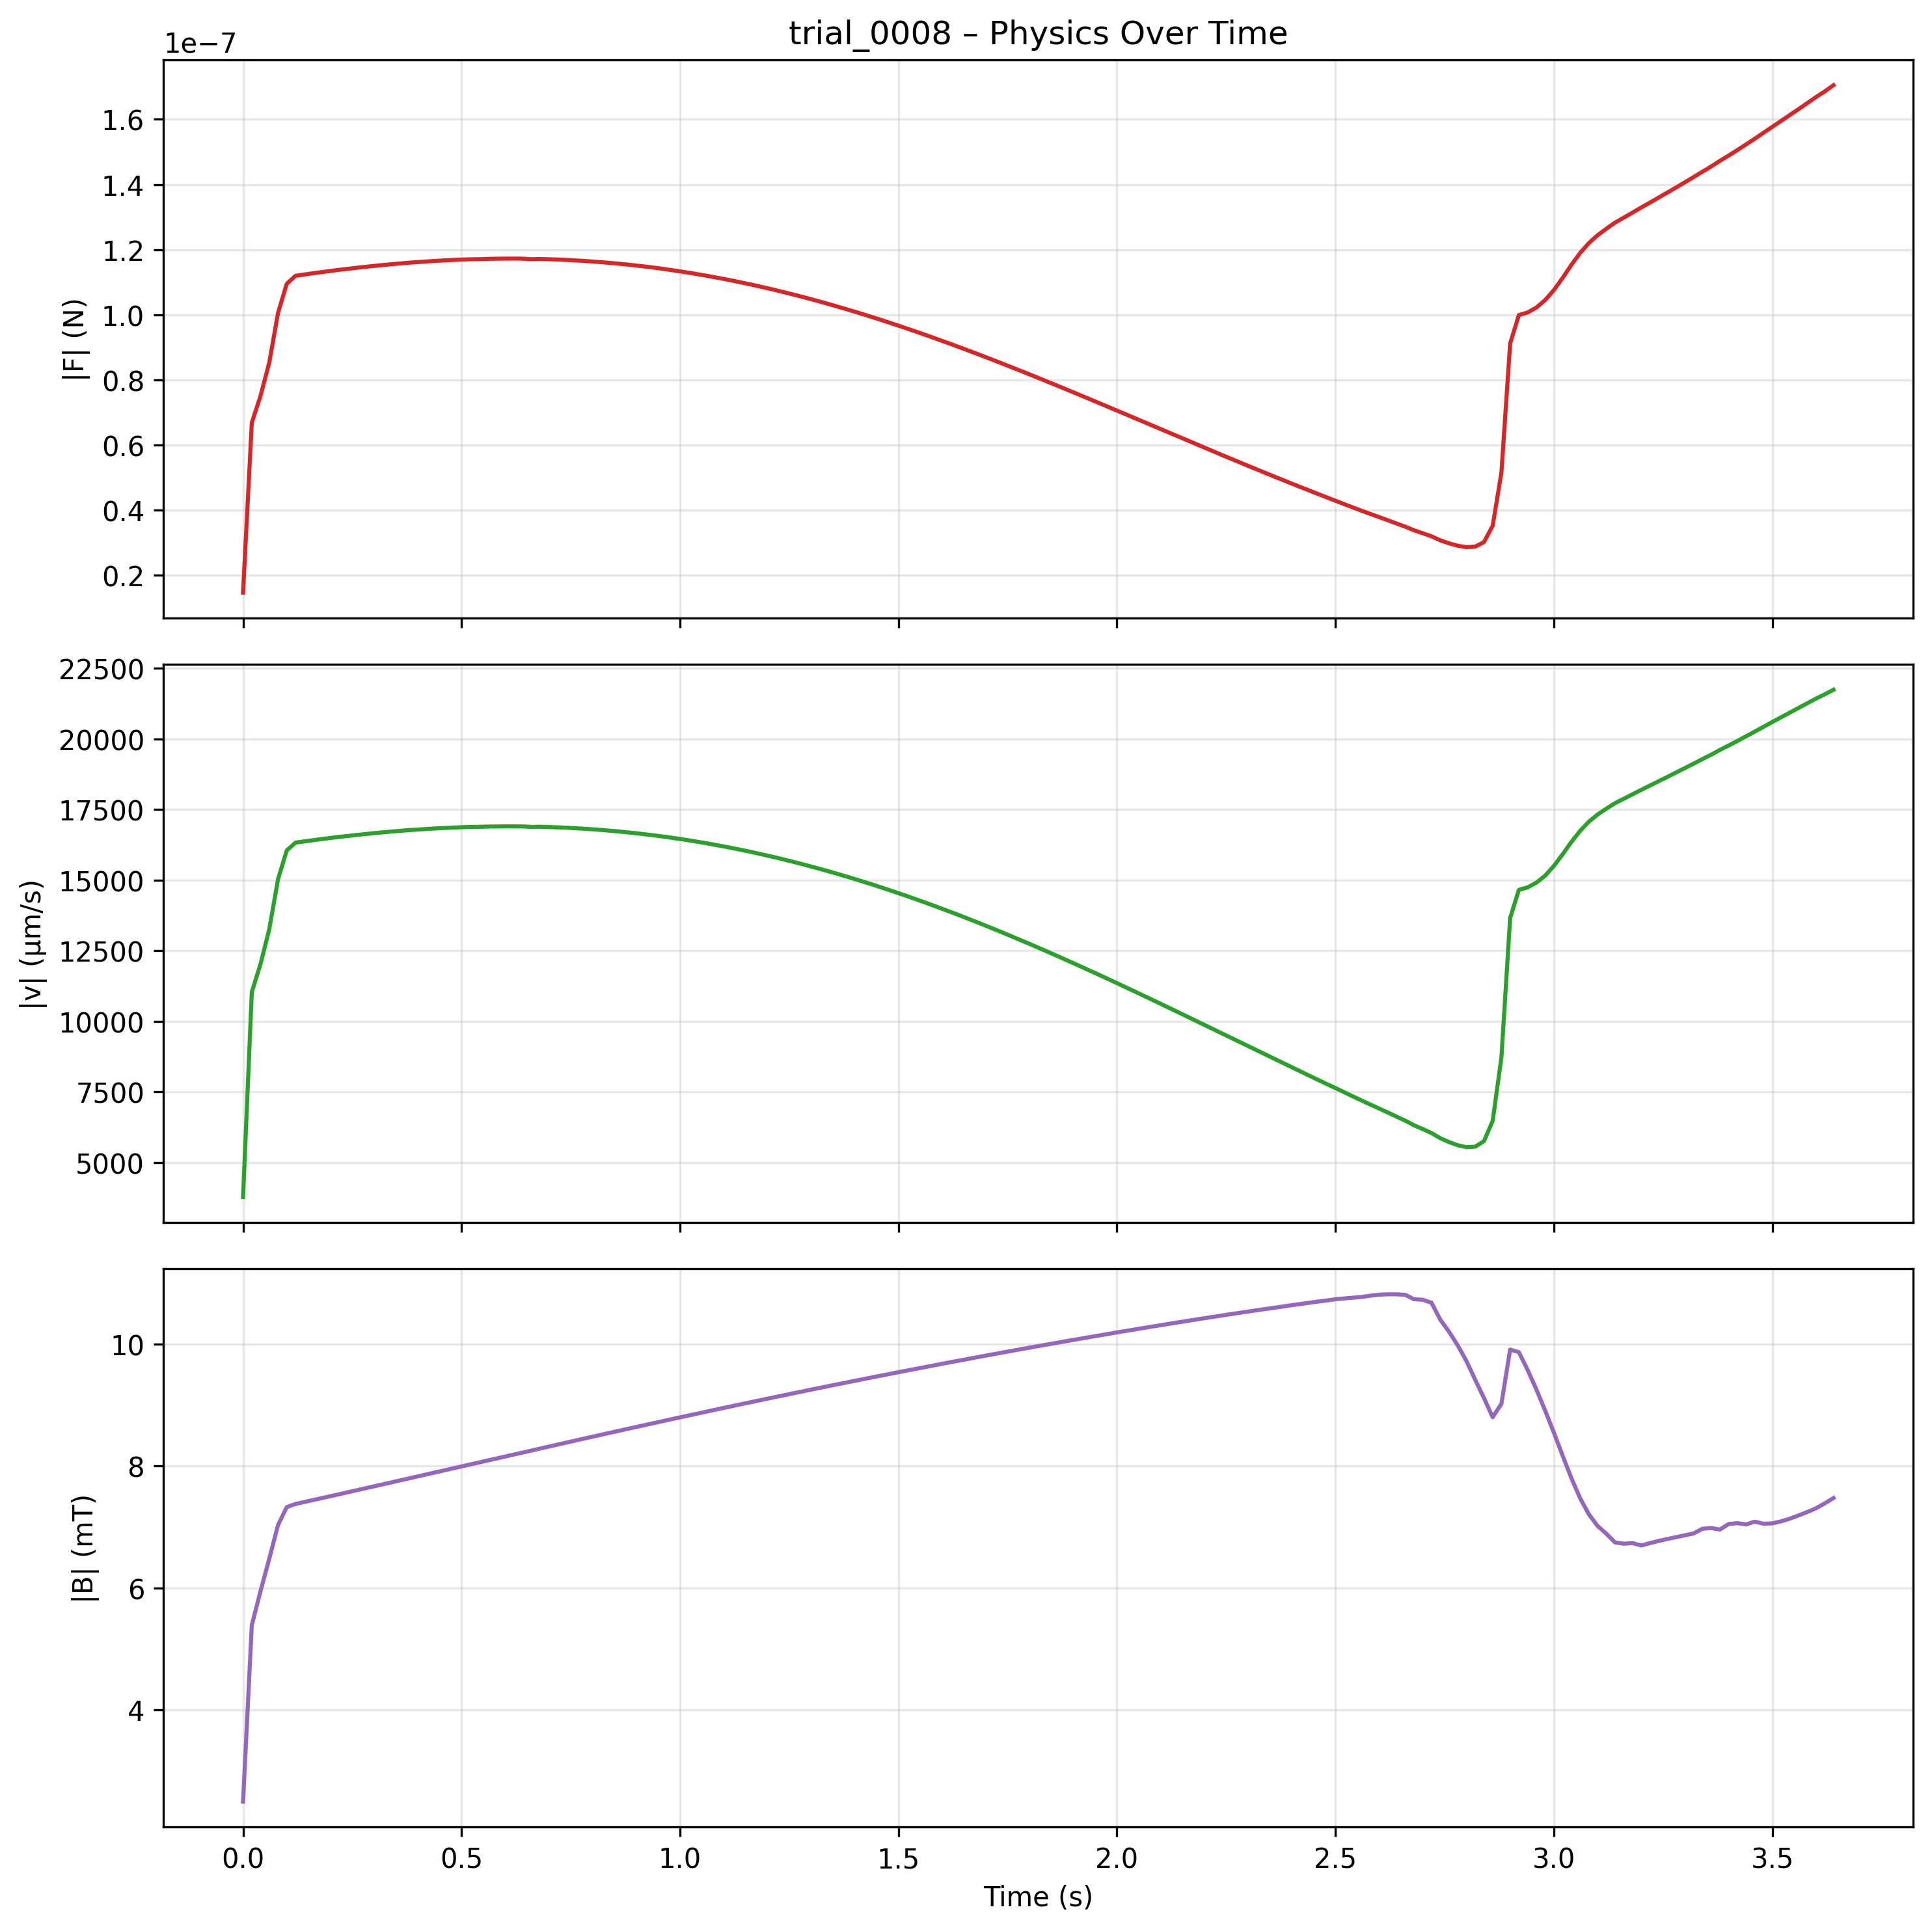 trial_0008 – Physics Over Time
1e−7
1.6
1.4
1.2
1.0
0.8
0.6
0.4
0.2
|F| (N)
22500
20000
17500
15000
12500
10000
7500
5000
|v| (µm/s)
10
8
6
4
|B| (mT)
0.0 0.5 1.0 1.5 2.0 2.5 3.0 3.5
Time (s)